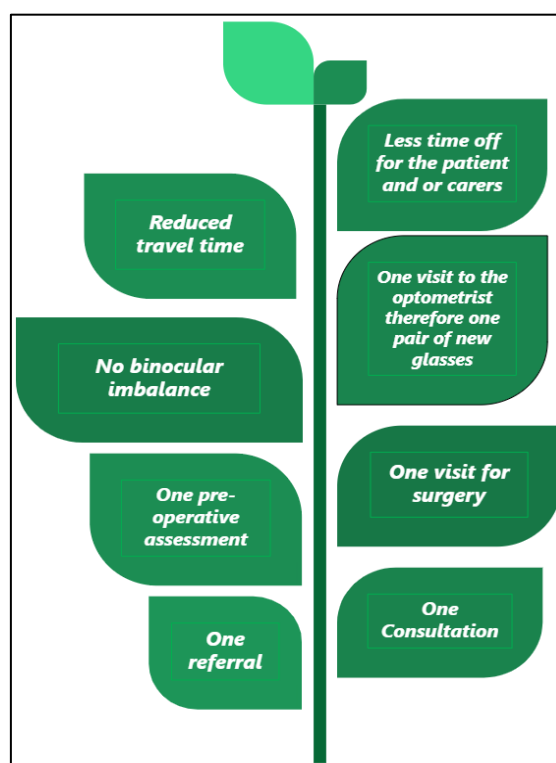 Less time off
for the patient
and or carers
Reduced
travel time
One visit to the
optometrist
therefore one
pair of new
glasses
No binocular
imbalance
One visit for
surgery
One pre-
operative
assessment
One
Consultation
One
referral